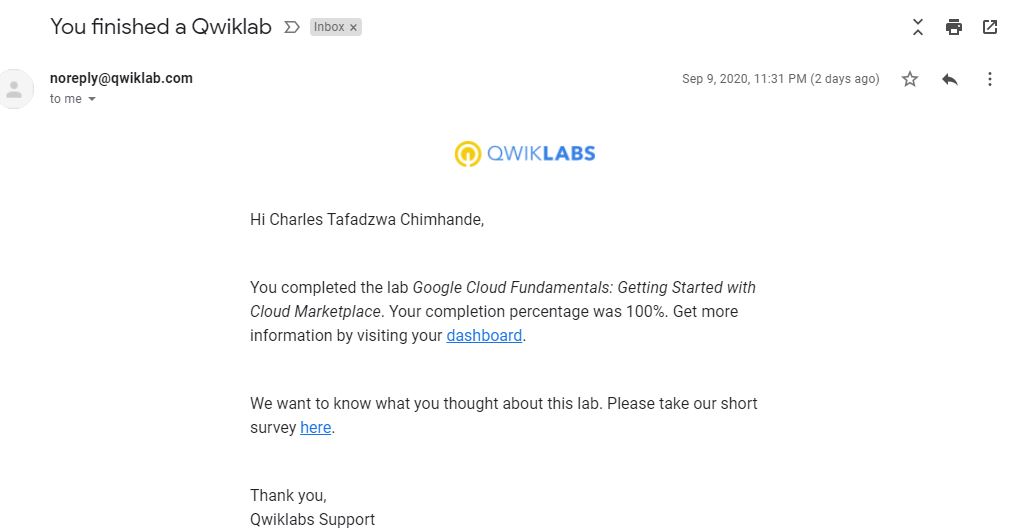 You finished a Qwiklab Inbox x
noreply@qwiklab.com Sep 9, 2020, 11:31 PM (2 days ago)
to me
QWIKLABS
Hi Charles Tafadzwa Chimhande,
You completed the lab Google Cloud Fundamentals: Getting Started with
Cloud Marketplace. Your completion percentage was 100%. Get more
information by visiting your dashboard.
We want to know what you thought about this lab. Please take our short
survey here.
Thank you,
Qwiklabs Support